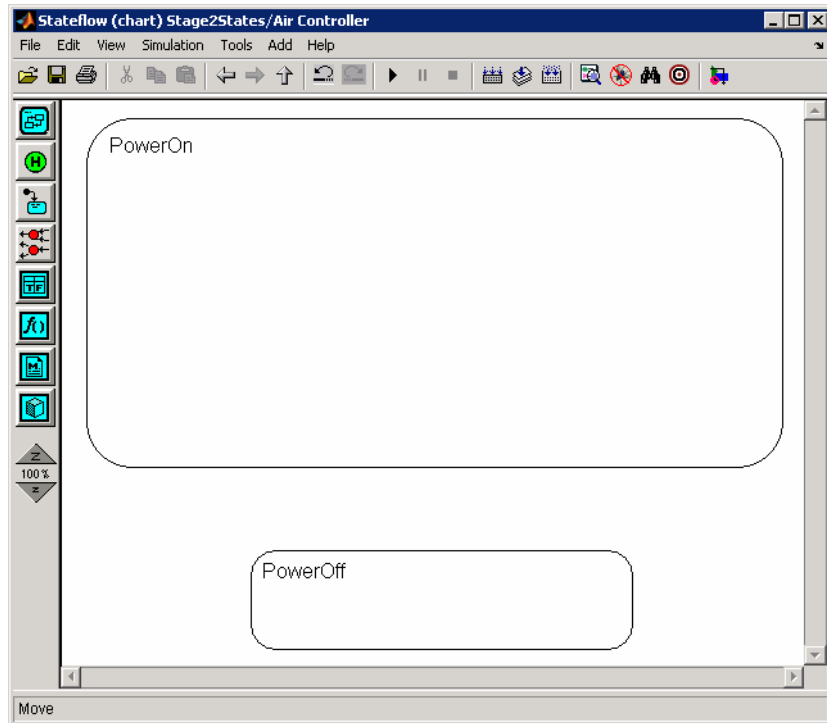 Stateflow (chart) Stage2States/Air Controller
File Edit View Simulation Tools Add Help
PowerOn
100%
PowerOff
Move